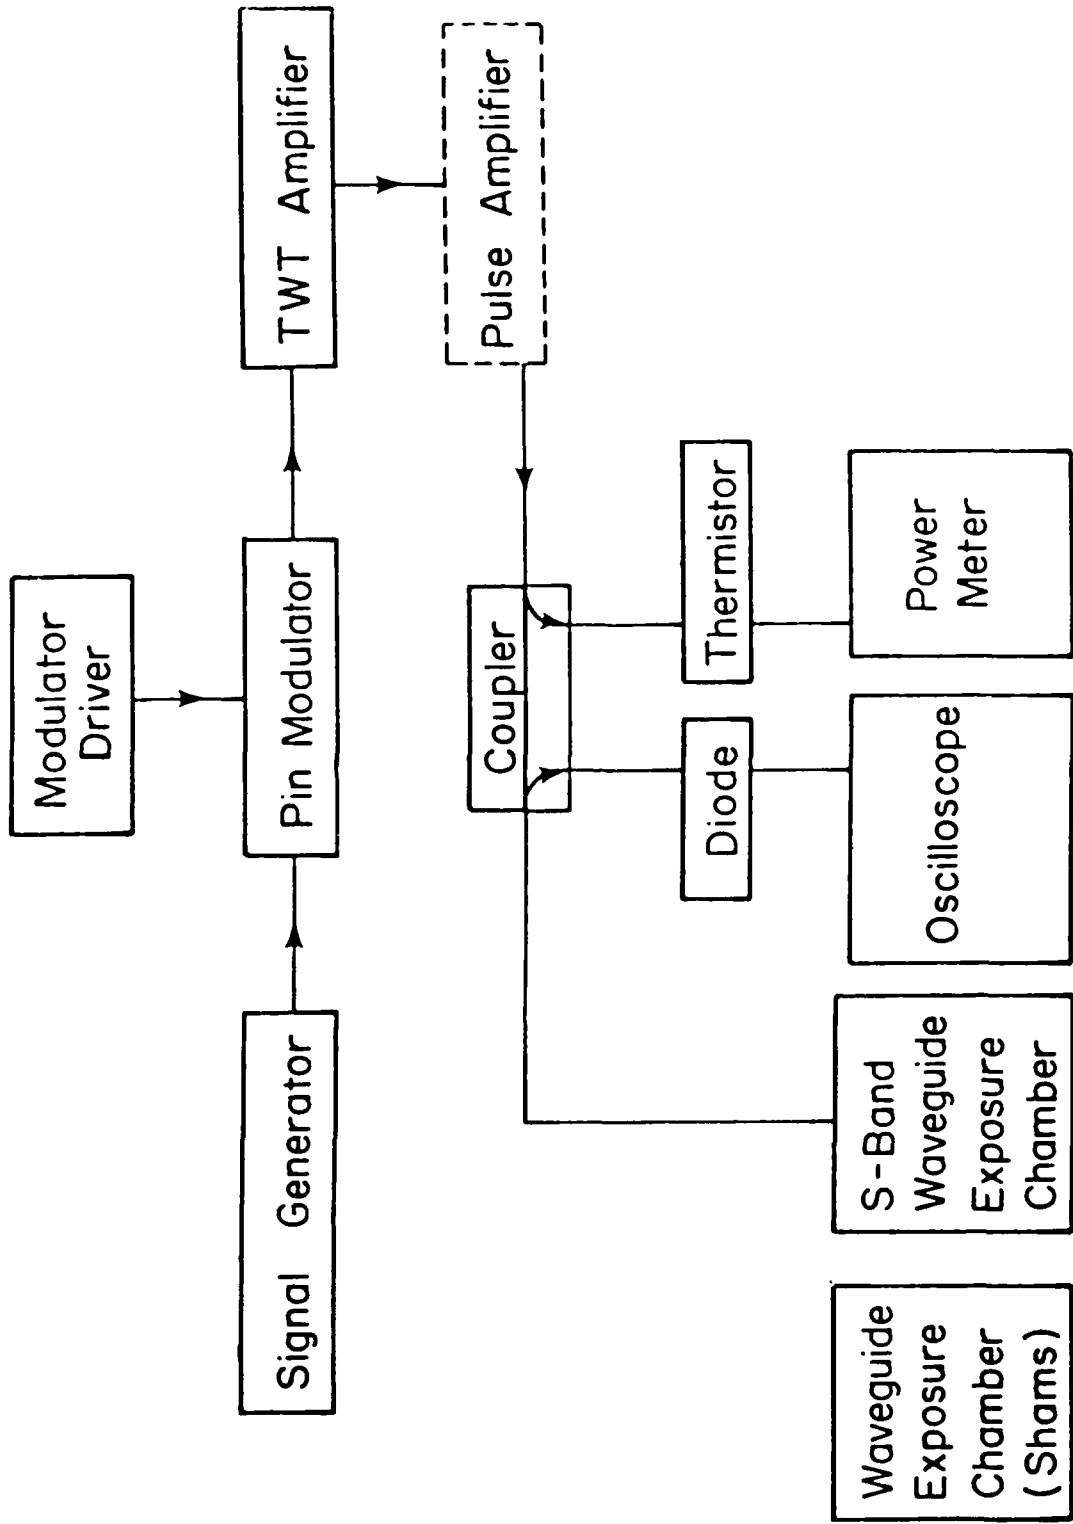 Modulator
Driver
Signal Generator
Pin Modulator
TWT Amplifier
Pulse Amplifier
Coupler
Diode
Thermistor
Waveguide
Exposure
Chamber
(Shams)
S-Band
Waveguide
Exposure
Chamber
Oscilloscope
Power
Meter